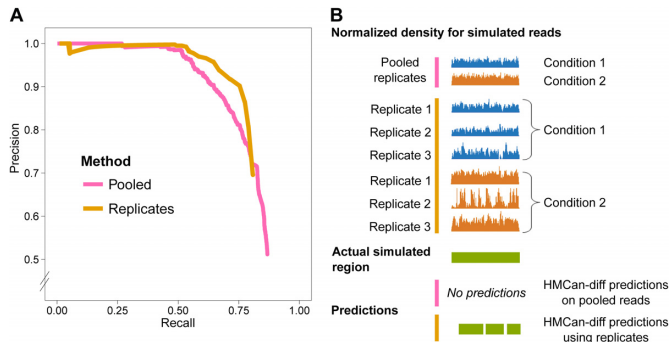 A
1.0
0.9
0.8
0.7
0.6
0.5
Precision
Method
Pooled
Replicates
0.00 0.25 0.50 0.75 1.00
Recall
B
Normalized density for simulated reads
Pooled
replicates
Condition 1
Condition 2
Replicate 1
Replicate 2
Replicate 3
Condition 1
Replicate 1
Replicate 2
Replicate 3
Condition 2
Actual simulated
region
Predictions
No predictions
HMCan-diff predictions
on pooled reads
HMCan-diff predictions
using replicates